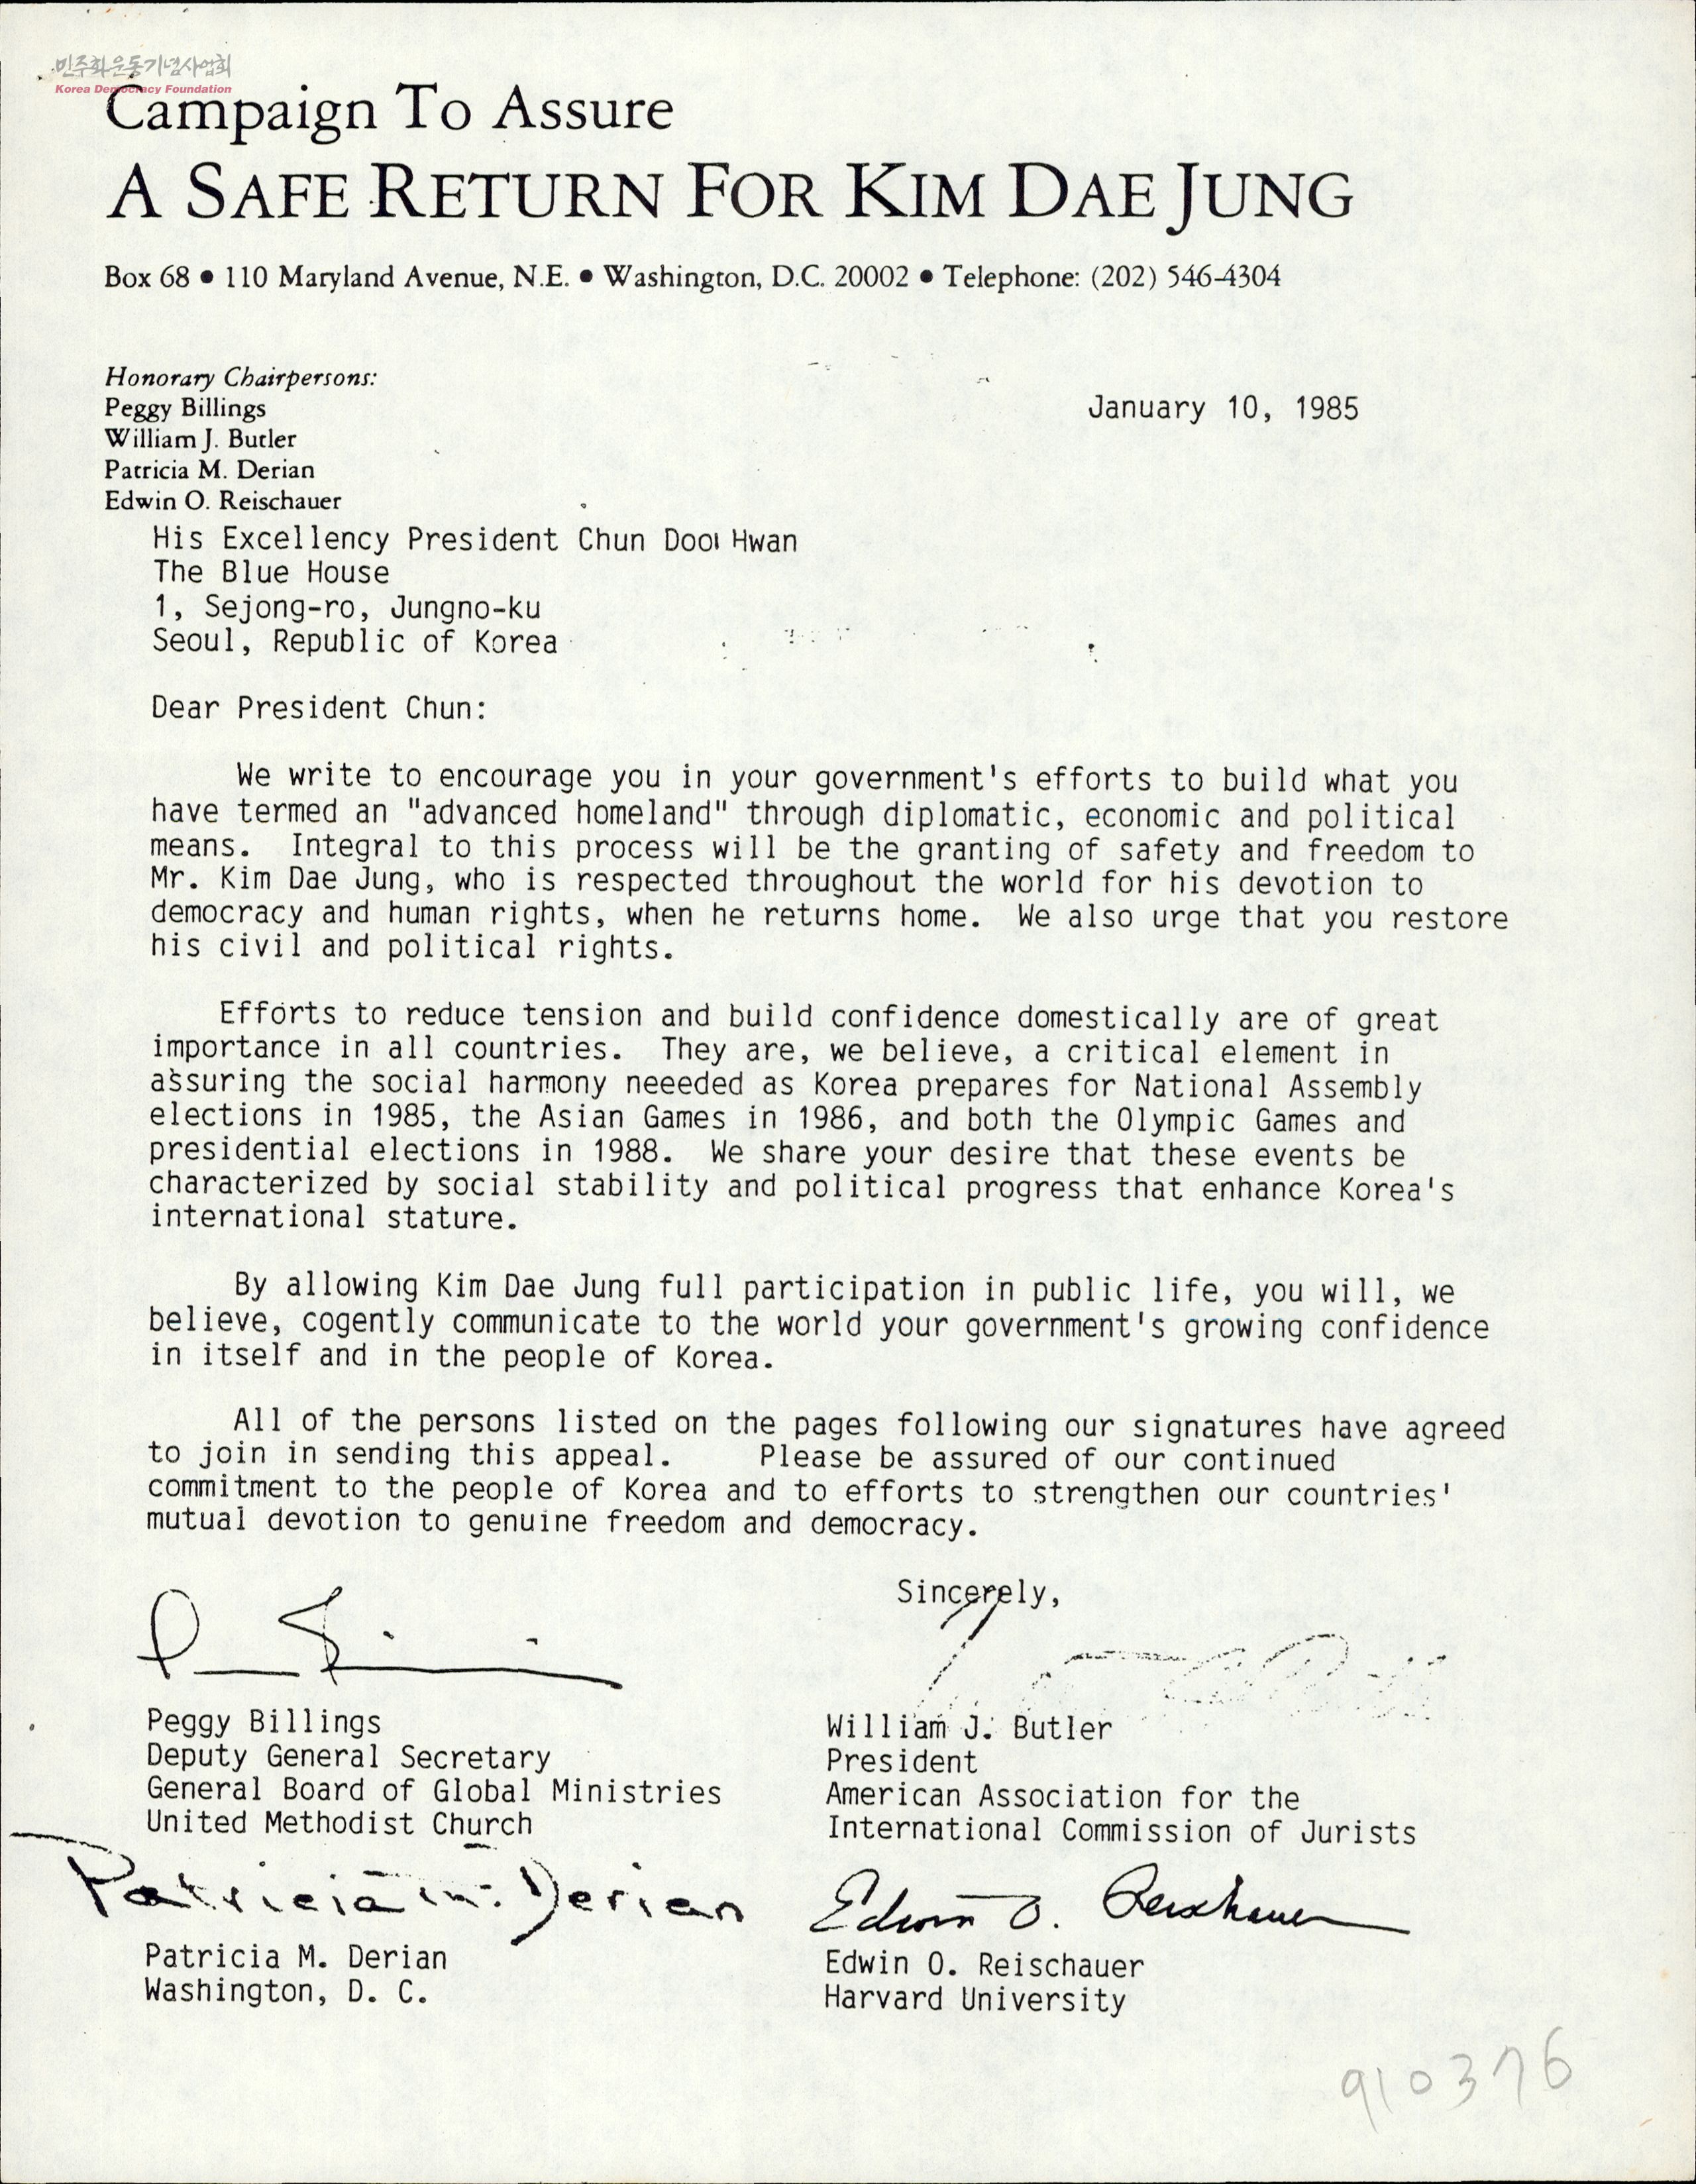 민주화운동기념사업회
Korea Democracy Foundation
Campaign To Assure
A SAFE RETURN FOR KIM DAE JUNG
Box 68 • 110 Maryland Avenue, N.E. • Washington, D.C. 20002 • Telephone: (202) 546-4304
Honorary Chairpersons:
Peggy Billings
William J. Butler
Patricia M. Derian
Edwin O. Reischauer
January 10, 1985
His Excellency President Chun Doo Hwan
The Blue House
1, Sejong-ro, Jungno-ku
Seoul, Republic of Korea
Dear President Chun:
We write to encourage you in your government's efforts to build what you
have termed an "advanced homeland" through diplomatic, economic and political
means. Integral to this process will be the granting of safety and freedom to
Mr. Kim Dae Jung, who is respected throughout the world for his devotion to
democracy and human rights, when he returns home. We also urge that you restore
his civil and political rights.
Efforts to reduce tension and build confidence domestically are of great
importance in all countries. They are, we believe, a critical element in
assuring the social harmony neeeded as Korea prepares for National Assembly
elections in 1985, the Asian Games in 1986, and both the Olympic Games and
presidential elections in 1988. We share your desire that these events be
characterized by social stability and political progress that enhance Korea's
international stature.
By allowing Kim Dae Jung full participation in public life, you will, we
believe, cogently communicate to the world your government's growing confidence
in itself and in the people of Korea.
All of the persons listed on the pages following our signatures have agreed
to join in sending this appeal. Please be assured of our continued
commitment to the people of Korea and to efforts to strengthen our countries'
mutual devotion to genuine freedom and democracy.
Sincerely,
Peggy Billings
Deputy General Secretary
General Board of Global Ministries
United Methodist Church
William J. Butler
President
American Association for the
International Commission of Jurists
Patricia M. Derian
Edwin O. Reischauer
Patricia M. Derian
Washington, D. C.
Edwin O. Reischauer
Harvard University
910376